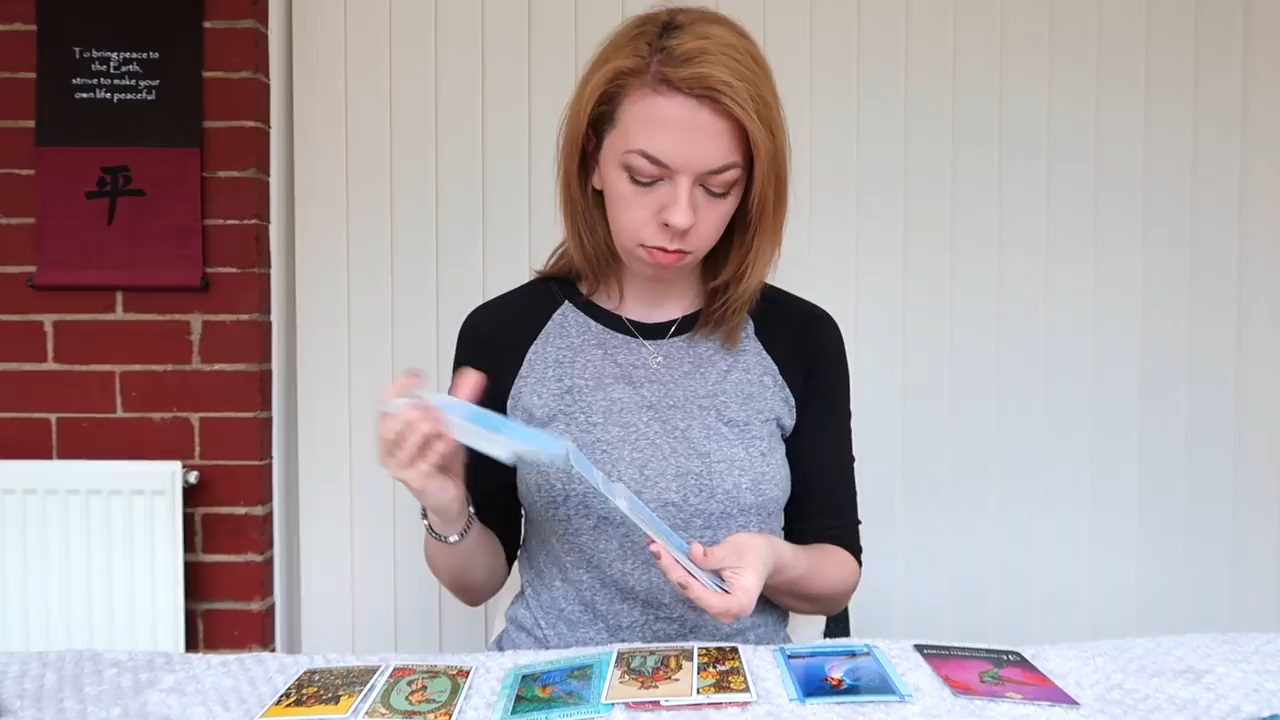 To bring peace to
the Earth,
strive to make your
own life peaceful
平